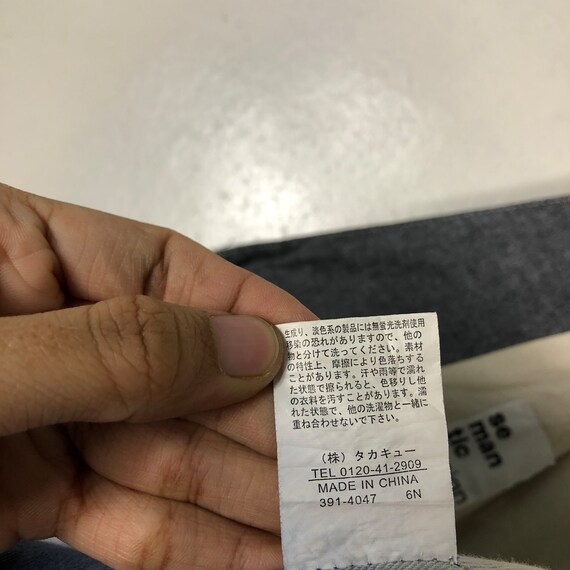 生成り、淡色系の製品には無蛍光洗剤使用
移染の恐れがありますので、他の
物と分けて洗ってください。素材
の特性上、摩擦により色落ちする
ことがあります。汗や雨等で濡れ
た状態で擦られると、色移りし他
の衣料を汚すことがあります。濡
れた状態で、他の洗濯物と一緒に
重ね合わせないで下さい。
(株)タカキュー
TEL 0120-41-2909
MADE IN CHINA
391-4047 6N
se
man
tic